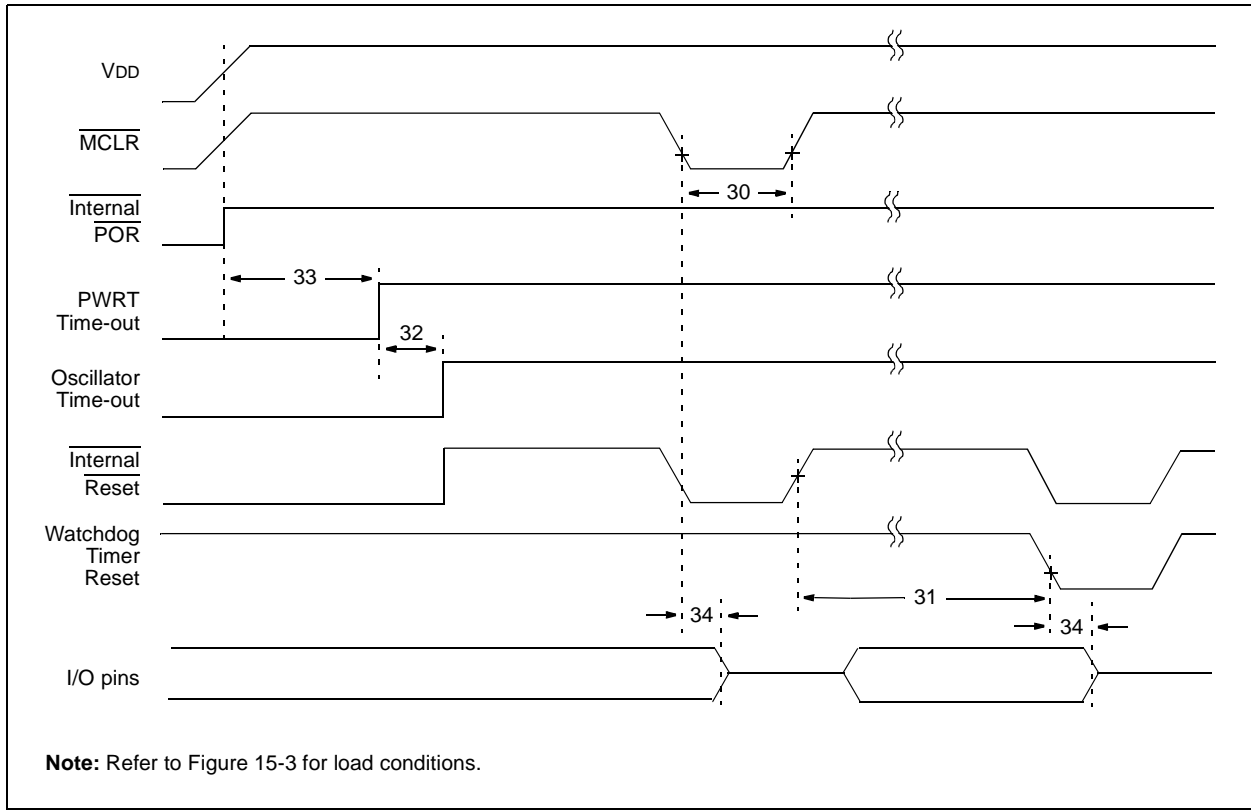 VDD
MCLR
30
Internal
POR
33
PWRT
Time-out
32
Oscillator
Time-out
Internal
Reset
Watchdog
Timer
Reset
31
34
34
I/O pins
Note: Refer to Figure 15-3 for load conditions.